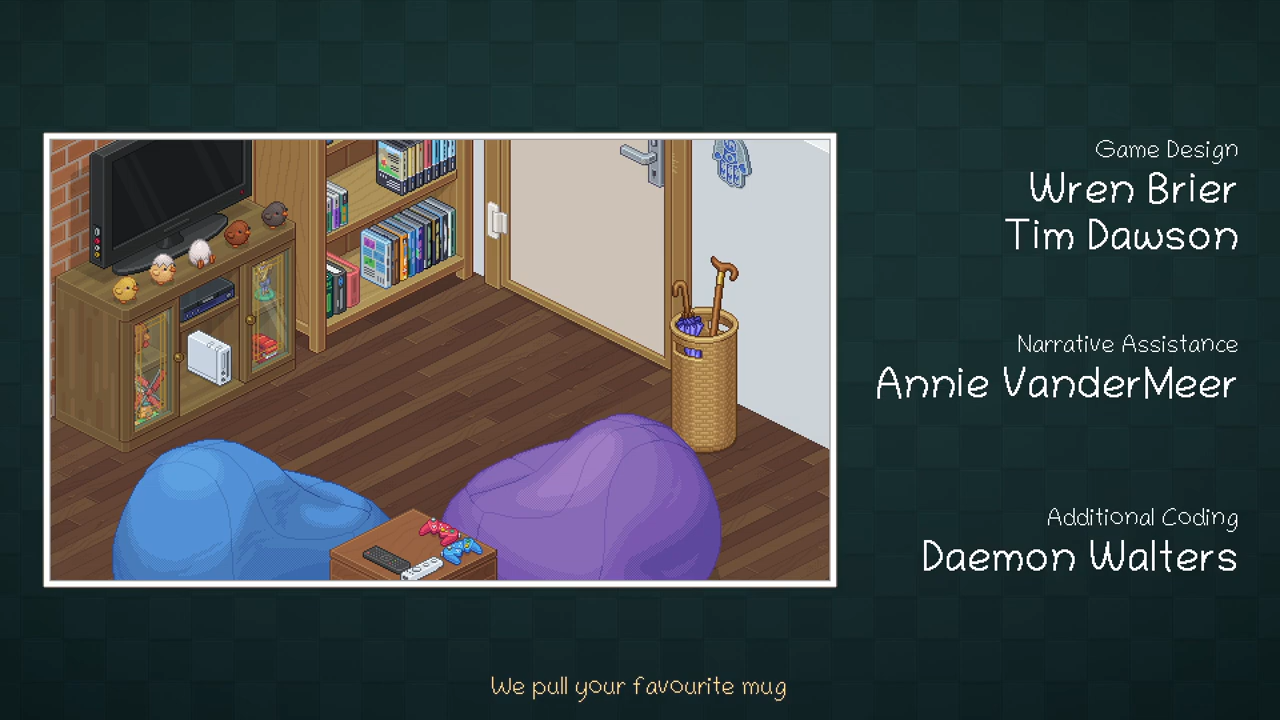 Game Design
Wren Brier
Tim Dawson
Narrative Assistance
Annie VanderMeer
Additional Coding
Daemon Walters
We pull your favourite mug